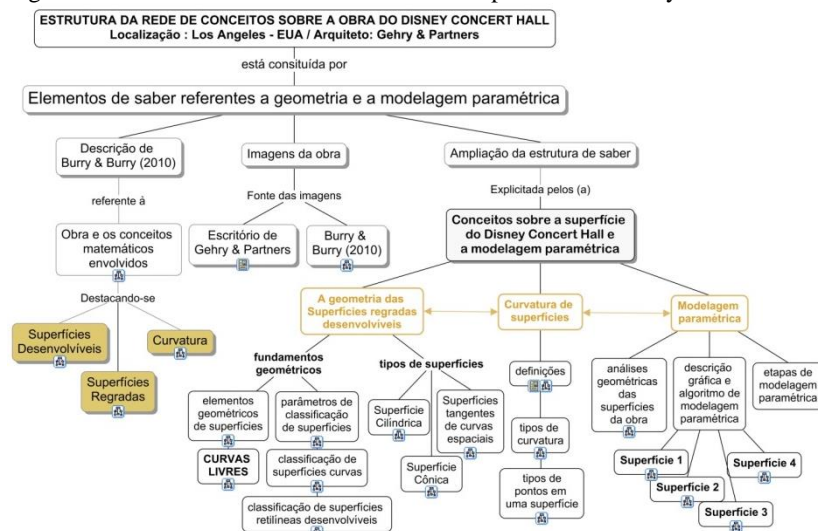 ESTRUTURA DA REDE DE CONCEITOS SOBRE A OBRA DO DISNEY CONCERT HALL
Localização : Los Angeles - EUA / Arquiteto: Gehry & Partners
está constituída por
Elementos de saber referentes a geometria e a modelagem paramétrica
Descrição de
Burry & Burry (2010)
Imagens da obra
Ampliação da estrutura de saber
referente á
Fonte das imagens
Explicitada pelos (a)
Obra e os conceitos
matemáticos
envolvidos
Escritório de
Gehry & Partners
Burry &
Burry (2010)
Conceitos sobre a superfície
do Disney Concert Hall e
a modelagem paramétrica
Destacando-se
Superfícies
Desenvolvíveis
Superfícies
Regradas
Curvatura
A geometria das
Superfícies regradas
desenvolvíveis
Curvatura de
superfícies
Modelagem
paramétrica
fundamentos
geométricos
tipos de superfícies
elementos
geométricos
de superfícies
parâmetros de
classificação
de superfícies
CURVAS
LIVRES
classificação de
superfícies curvas
classificação de superfícies
retilíneas desenvolvíveis
Superfície
Cilíndrica
Superfície
Cônica
Superfícies
tangentes
de curvas
espaciais
definições
tipos de
curvatura
tipos de
pontos em
uma superfície
análises
geométricas
das
superfícies
da obra
descrição
gráfica e
algoritmo de
modelagem
paramétrica
etapas de
modelagem
paramétrica
Superfície 1
Superfície 2
Superfície 3
Superfície 4